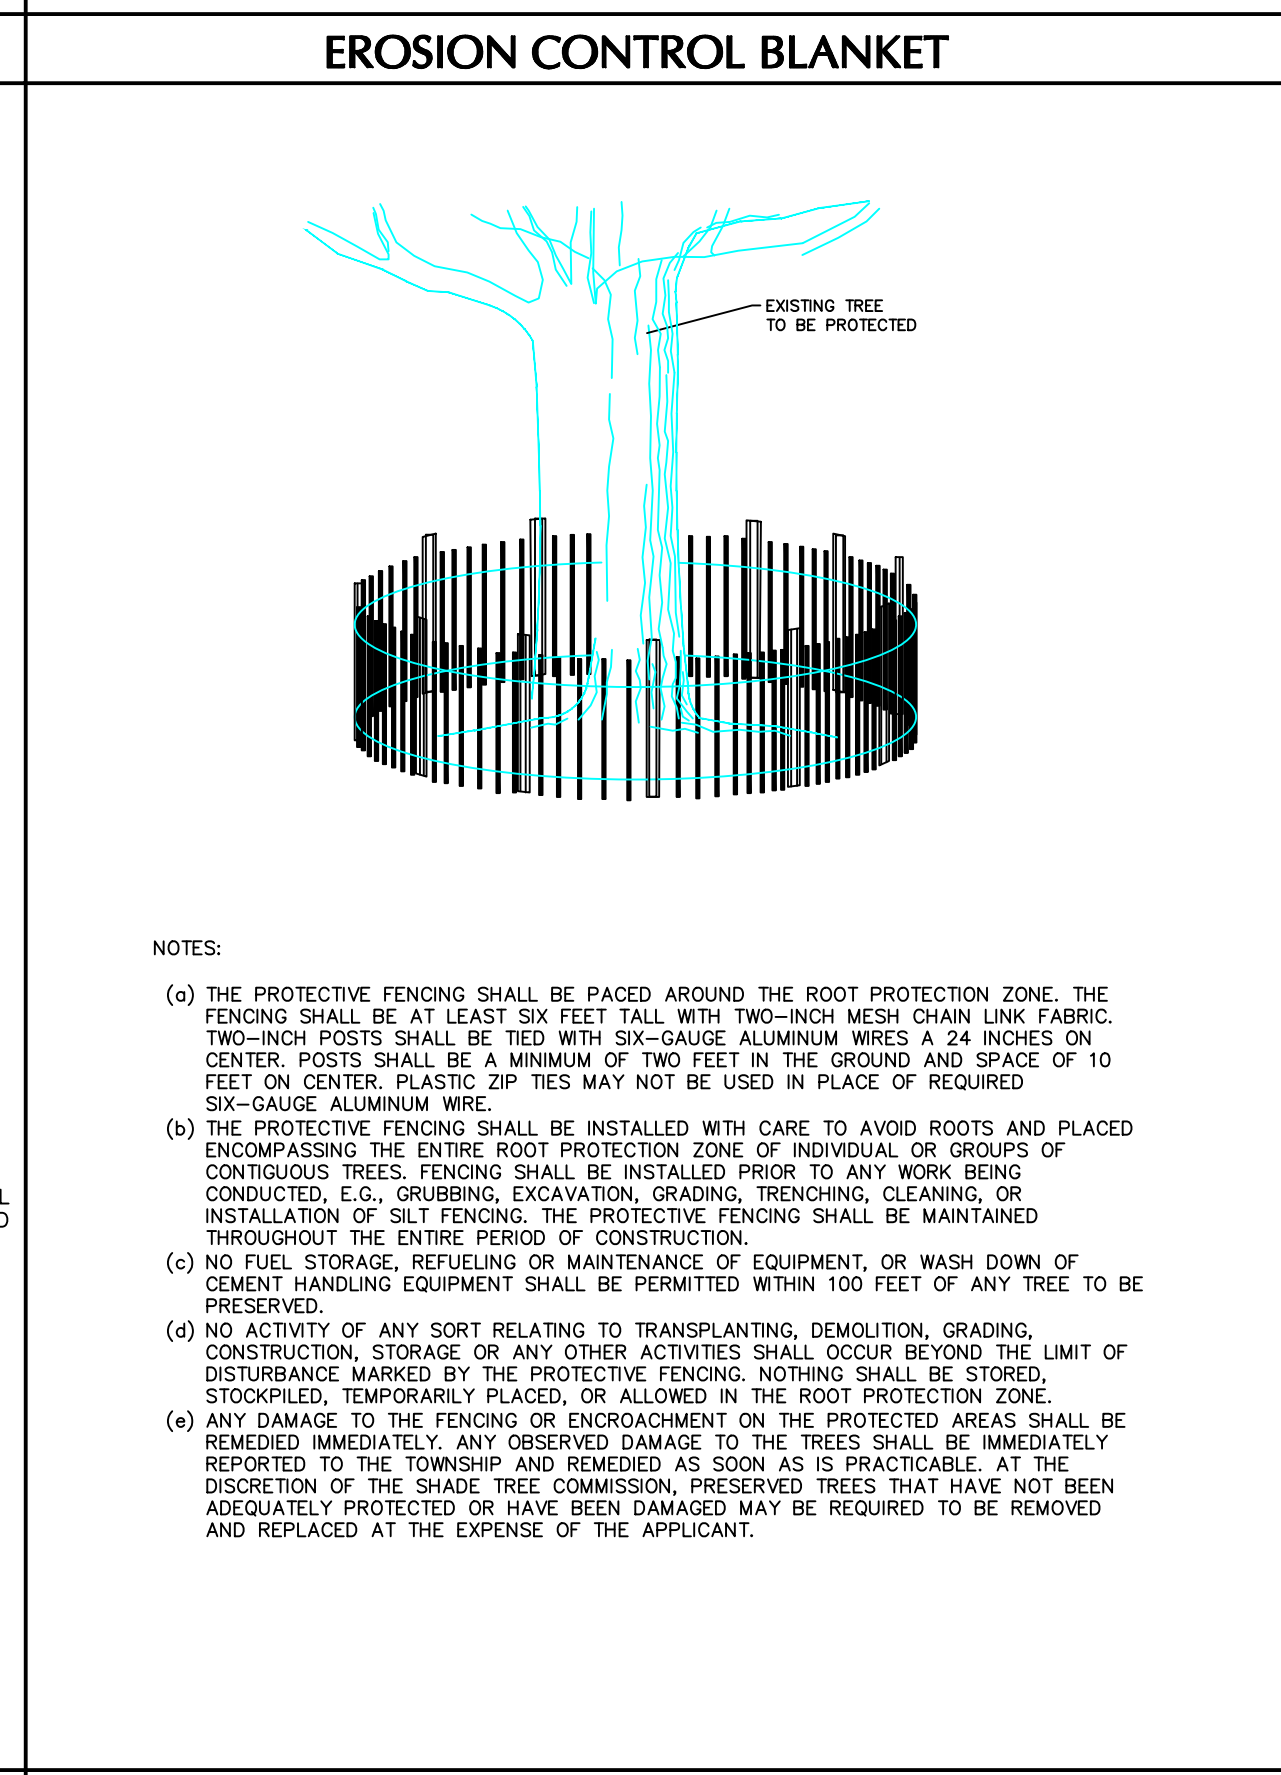 EROSION CONTROL BLANKET
EXISTING TREE
TO BE PROTECTED
NOTES:
(a) THE PROTECTIVE FENCING SHALL BE PACED AROUND THE ROOT PROTECTION ZONE. THE
FENCING SHALL BE AT LEAST SIX FEET TALL WITH TWO-INCH MESH CHAIN LINK FABRIC.
TWO-INCH POSTS SHALL BE TIED WITH SIX-GAUGE ALUMINUM WIRES A 24 INCHES ON
CENTER. POSTS SHALL BE A MINIMUM OF TWO FEET IN THE GROUND AND SPACE OF 10
FEET ON CENTER. PLASTIC ZIP TIES MAY NOT BE USED IN PLACE OF REQUIRED
SIX-GAUGE ALUMINUM WIRE.
(b) THE PROTECTIVE FENCING SHALL BE INSTALLED WITH CARE TO AVOID ROOTS AND PLACED
ENCOMPASSING THE ENTIRE ROOT PROTECTION ZONE OF INDIVIDUAL OR GROUPS OF
CONTIGUOUS TREES. FENCING SHALL BE INSTALLED PRIOR TO ANY WORK BEING
CONDUCTED, E.G., GRUBBING, EXCAVATION, GRADING, TRENCHING, CLEANING, OR
INSTALLATION OF SILT FENCING. THE PROTECTIVE FENCING SHALL BE MAINTAINED
THROUGHOUT THE ENTIRE PERIOD OF CONSTRUCTION.
(c) NO FUEL STORAGE, REFUELING OR MAINTENANCE OF EQUIPMENT, OR WASH DOWN OF
CEMENT HANDLING EQUIPMENT SHALL BE PERMITTED WITHIN 100 FEET OF ANY TREE TO BE
PRESERVED.
(d) NO ACTIVITY OF ANY SORT RELATING TO TRANSPLANTING, DEMOLITION, GRADING,
CONSTRUCTION, STORAGE OR ANY OTHER ACTIVITIES SHALL OCCUR BEYOND THE LIMIT OF
DISTURBANCE MARKED BY THE PROTECTIVE FENCING. NOTHING SHALL BE STORED,
STOCKPILED, TEMPORARILY PLACED, OR ALLOWED IN THE ROOT PROTECTION ZONE.
(e) ANY DAMAGE TO THE FENCING OR ENCROACHMENT ON THE PROTECTED AREAS SHALL BE
REMEDIED IMMEDIATELY. ANY OBSERVED DAMAGE TO THE TREES SHALL BE IMMEDIATELY
REPORTED TO THE TOWNSHIP AND REMEDIED AS SOON AS IS PRACTICABLE. AT THE
DISCRETION OF THE SHADE TREE COMMISSION, PRESERVED TREES THAT HAVE NOT BEEN
ADEQUATELY PROTECTED OR HAVE BEEN DAMAGED MAY BE REQUIRED TO BE REMOVED
AND REPLACED AT THE EXPENSE OF THE APPLICANT.